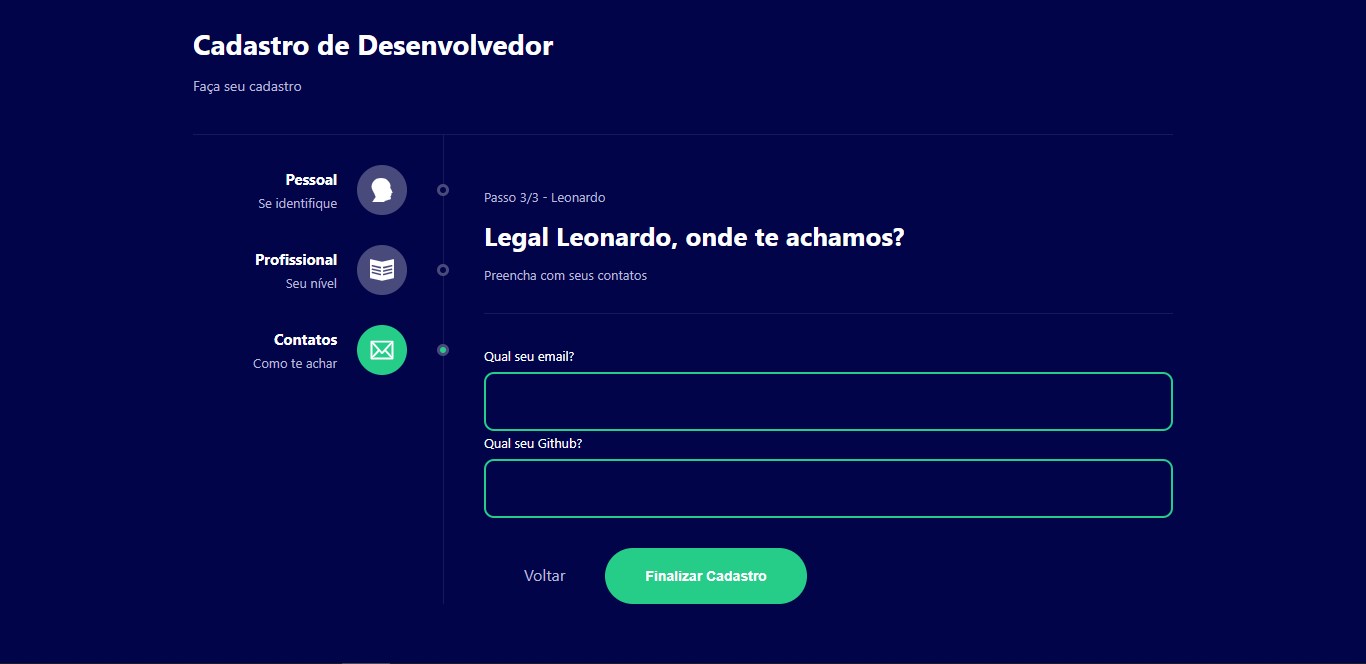 Cadastro de Desenvolvedor
Faça seu cadastro
Pessoal
Se identifique
Profissional
Seu nível
Contatos
Como te achar
Passo 3/3 - Leonardo
Legal Leonardo, onde te achamos?
Preencha com seus contatos
Qual seu email?
Qual seu Github?
Voltar
Finalizar Cadastro